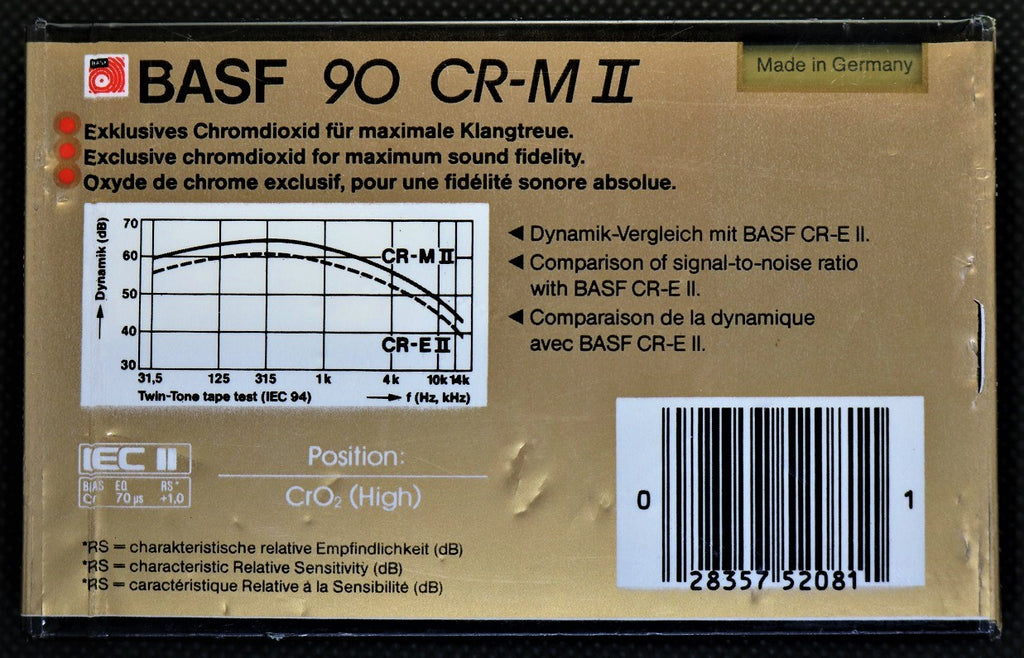 BASF
BASF 90 CR-M II
Made in Germany
Exklusives Chromdioxid für maximale Klangtreue.
Exclusive chromdioxid for maximum sound fidelity.
Oxyde de chrome exclusif, pour une fidélité sonore absolue.
Dynamik (dB)
70
60
50
40
30
CR-M II
CR-E II
31,5 125 315 1k 4k 10k 14k
Twin-Tone tape test (IEC 94) f (Hz, kHz)
◄ Dynamik-Vergleich mit BASF CR-E II.
◄ Comparison of signal-to-noise ratio
with BASF CR-E II.
◄ Comparaison de la dynamique
avec BASF CR-E II.
IEC II
BIAS EQ RS*
Cr 70 µs +1.0
Position:
CrO₂ (High)
*RS = charakteristische relative Empfindlichkeit (dB)
*RS = characteristic Relative Sensitivity (dB)
*RS = caractéristique Relative à la Sensibilité (dB)
0 28357 52081 1